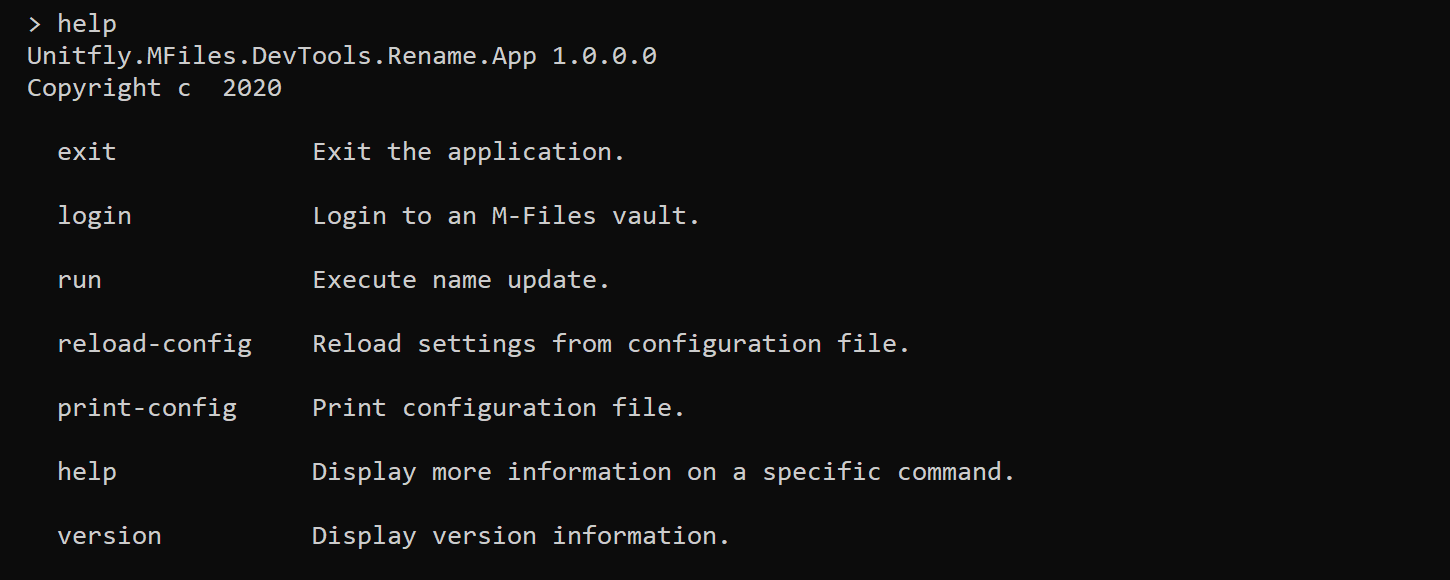 > help
Unitfly.MFiles.DevTools.Rename.App 1.0.0.0
Copyright c  2020
exit Exit the application.
login Login to an M-Files vault.
run Execute name update.
reload-config Reload settings from configuration file.
print-config Print configuration file.
help Display more information on a specific command.
version Display version information.